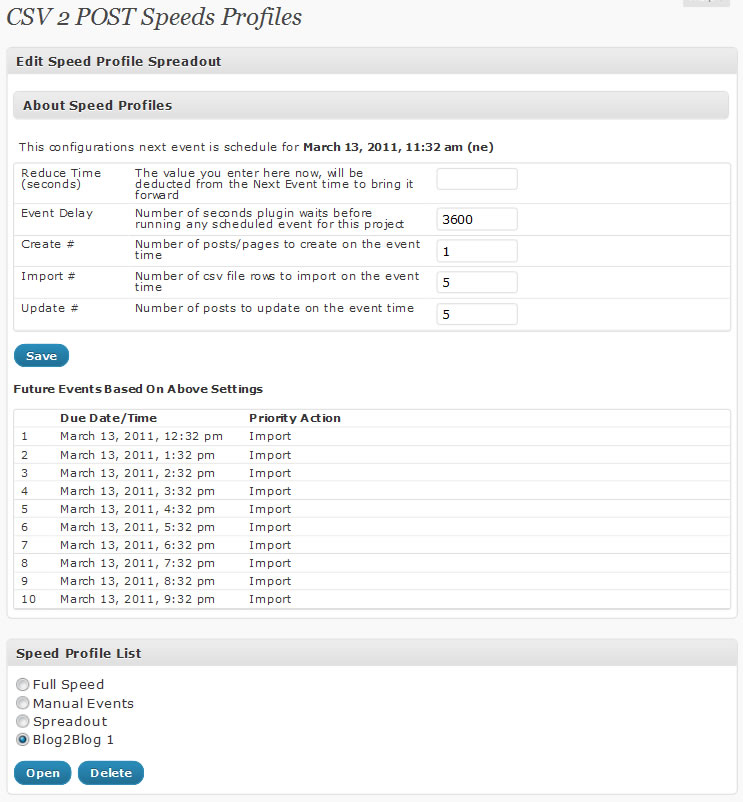 CSV 2 POST Speeds Profiles
Edit Speed Profile Spreadout
About Speed Profiles
This configurations next event is schedule for March 13, 2011, 11:32 am (ne)
Reduce Time
(seconds)
The value you enter here now, will be
deducted from the Next Event time to bring it
forward
Event Delay
Number of seconds plugin waits before
running any scheduled event for this project
3600
Create #
Number of posts/pages to create on the event
time
1
Import #
Number of csv file rows to import on the event
time
5
Update #
Number of posts to update on the event time
5
Save
Future Events Based On Above Settings
Due Date/Time Priority Action
1 March 13, 2011, 12:32 pm Import
2 March 13, 2011, 1:32 pm Import
3 March 13, 2011, 2:32 pm Import
4 March 13, 2011, 3:32 pm Import
5 March 13, 2011, 4:32 pm Import
6 March 13, 2011, 5:32 pm Import
7 March 13, 2011, 6:32 pm Import
8 March 13, 2011, 7:32 pm Import
9 March 13, 2011, 8:32 pm Import
10 March 13, 2011, 9:32 pm Import
Speed Profile List
Full Speed
Manual Events
Spreadout
Blog2Blog 1
Open Delete